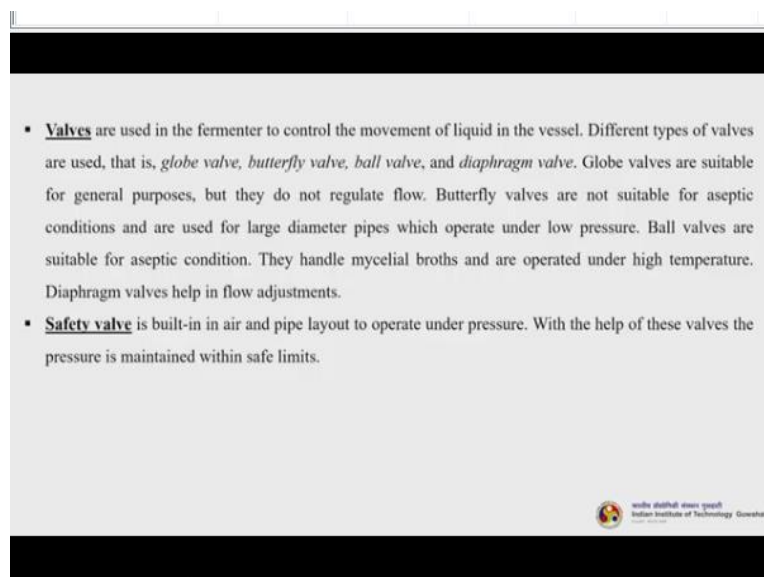 ▪ Valves are used in the fermenter to control the movement of liquid in the vessel. Different types of valves
are used, that is, globe valve, butterfly valve, ball valve, and diaphragm valve. Globe valves are suitable
for general purposes, but they do not regulate flow. Butterfly valves are not suitable for aseptic
conditions and are used for large diameter pipes which operate under low pressure. Ball valves are
suitable for aseptic condition. They handle mycelial broths and are operated under high temperature.
Diaphragm valves help in flow adjustments.
▪ Safety valve is built-in in air and pipe layout to operate under pressure. With the help of these valves the
pressure is maintained within safe limits.
Indian Institute of Technology